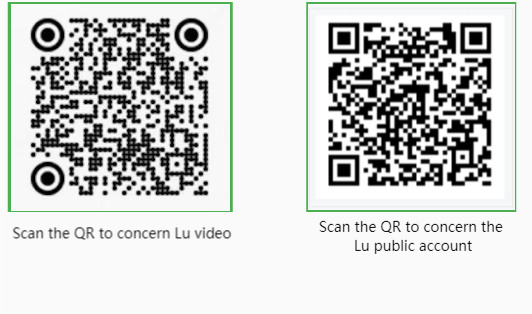 Scan the QR to concern Lu video
Scan the QR to concern the
Lu public account